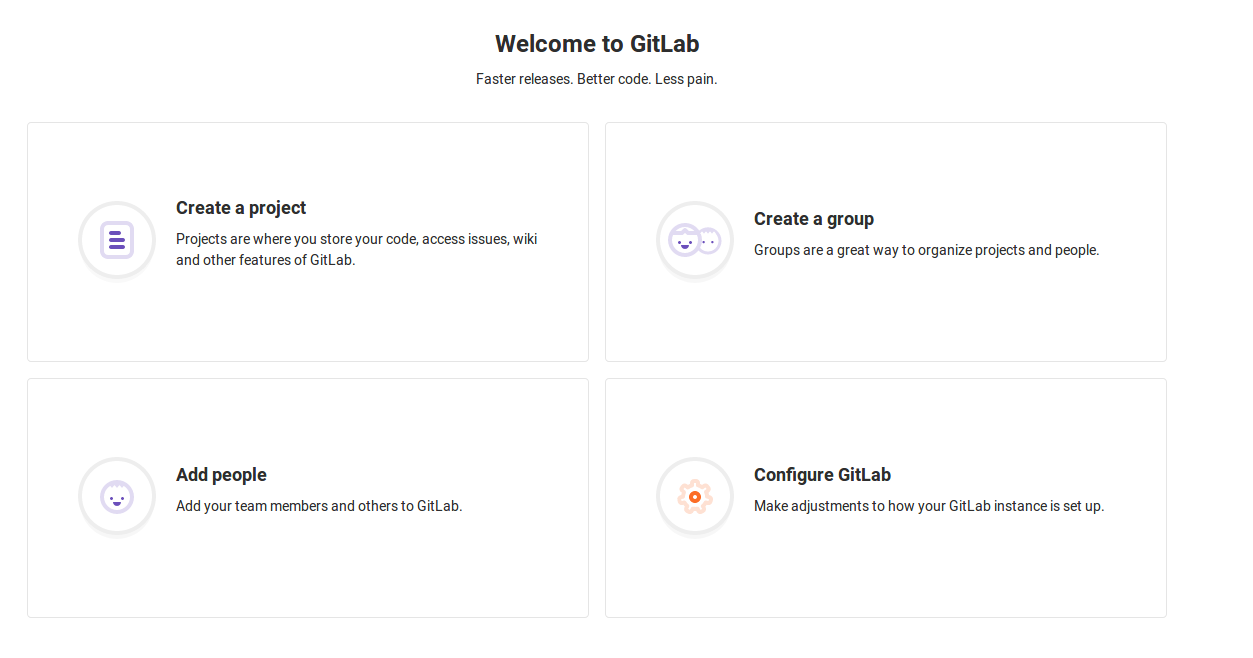 Welcome to GitLab
Faster releases. Better code. Less pain.
Create a project
Projects are where you store your code, access issues, wiki
and other features of GitLab.
Create a group
Groups are a great way to organize projects and people.
Add people
Add your team members and others to GitLab.
Configure GitLab
Make adjustments to how your GitLab instance is set up.